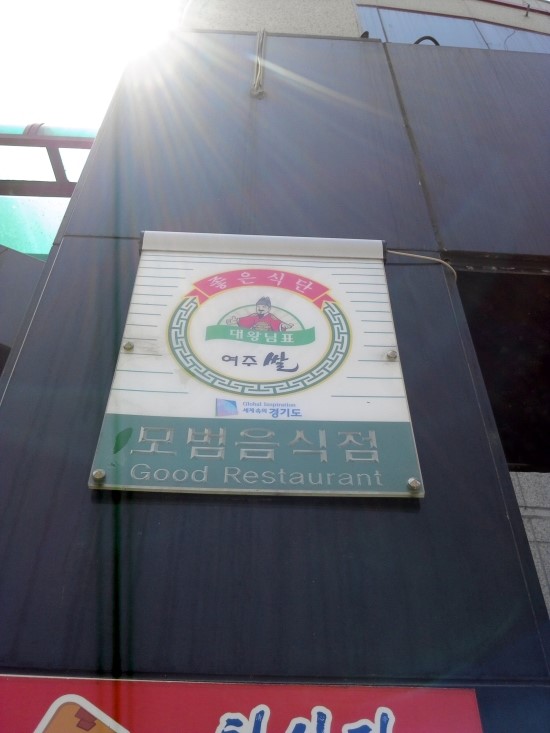 좋은식단
대왕님표
여주쌀
Global Inspiration
세계속의 경기도
모범음식점
Good Restaurant